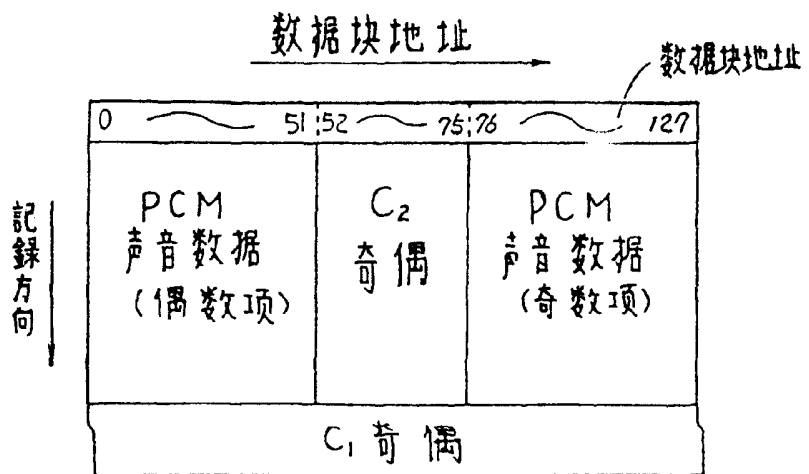 数据块地址
数据块地址
0 51 52 75 76 127
記錄方向
PCM
声音数据
(偶数项)
C₂
奇偶
PCM
声音数据
(奇数项)
C₁ 奇偶